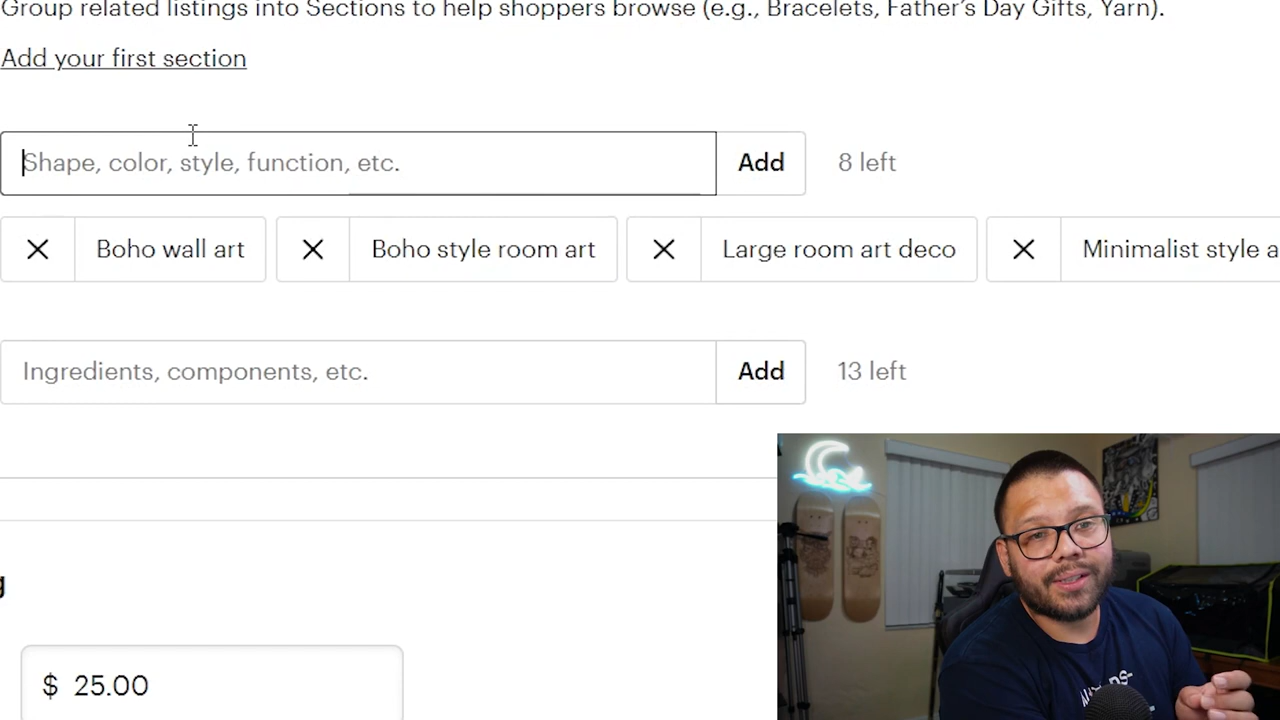 Group related listings into Sections to help shoppers browse (e.g., Bracelets, Father's Day Gifts, Yarn).
Add your first section
Shape, color, style, function, etc. Add 8 left
Boho wall art Boho style room art Large room art deco Minimalist style a
Ingredients, components, etc. Add 13 left
g
$ 25.00